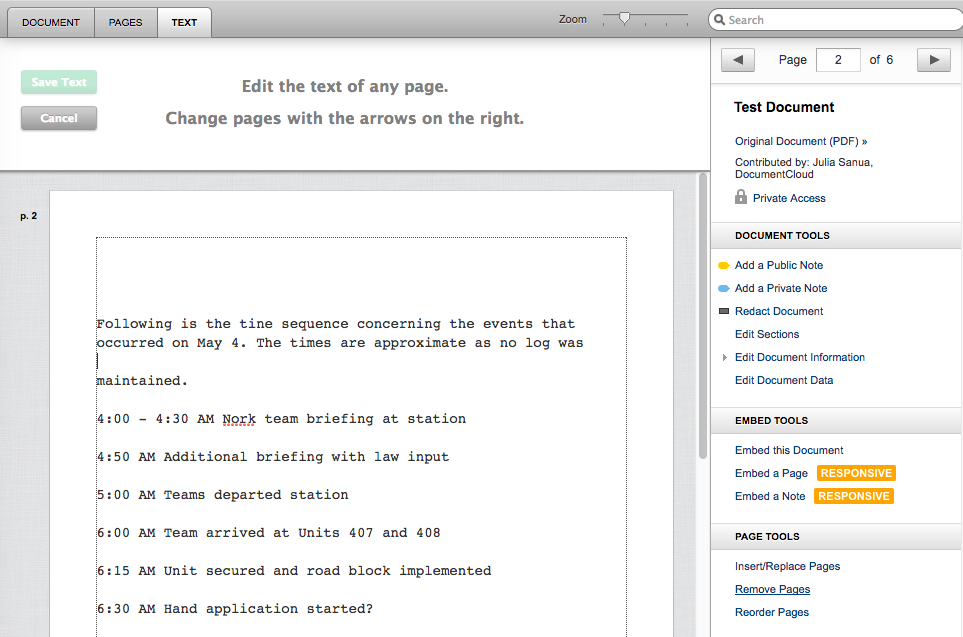 DOCUMENT PAGES TEXT
Zoom
Search
Save Text
Cancel
Edit the text of any page.
Change pages with the arrows on the right.
p. 2
Following is the tine sequence concerning the events that
occurred on May 4. The times are approximate as no log was
maintained.
4:00 - 4:30 AM Nork team briefing at station
4:50 AM Additional briefing with law input
5:00 AM Teams departed station
6:00 AM Team arrived at Units 407 and 408
6:15 AM Unit secured and road block implemented
6:30 AM Hand application started?
Page 2 of 6
Test Document
Original Document (PDF) »
Contributed by: Julia Sanua,
DocumentCloud
Private Access
DOCUMENT TOOLS
Add a Public Note
Add a Private Note
Redact Document
Edit Sections
Edit Document Information
Edit Document Data
EMBED TOOLS
Embed this Document
Embed a Page RESPONSIVE
Embed a Note RESPONSIVE
PAGE TOOLS
Insert/Replace Pages
Remove Pages
Reorder Pages